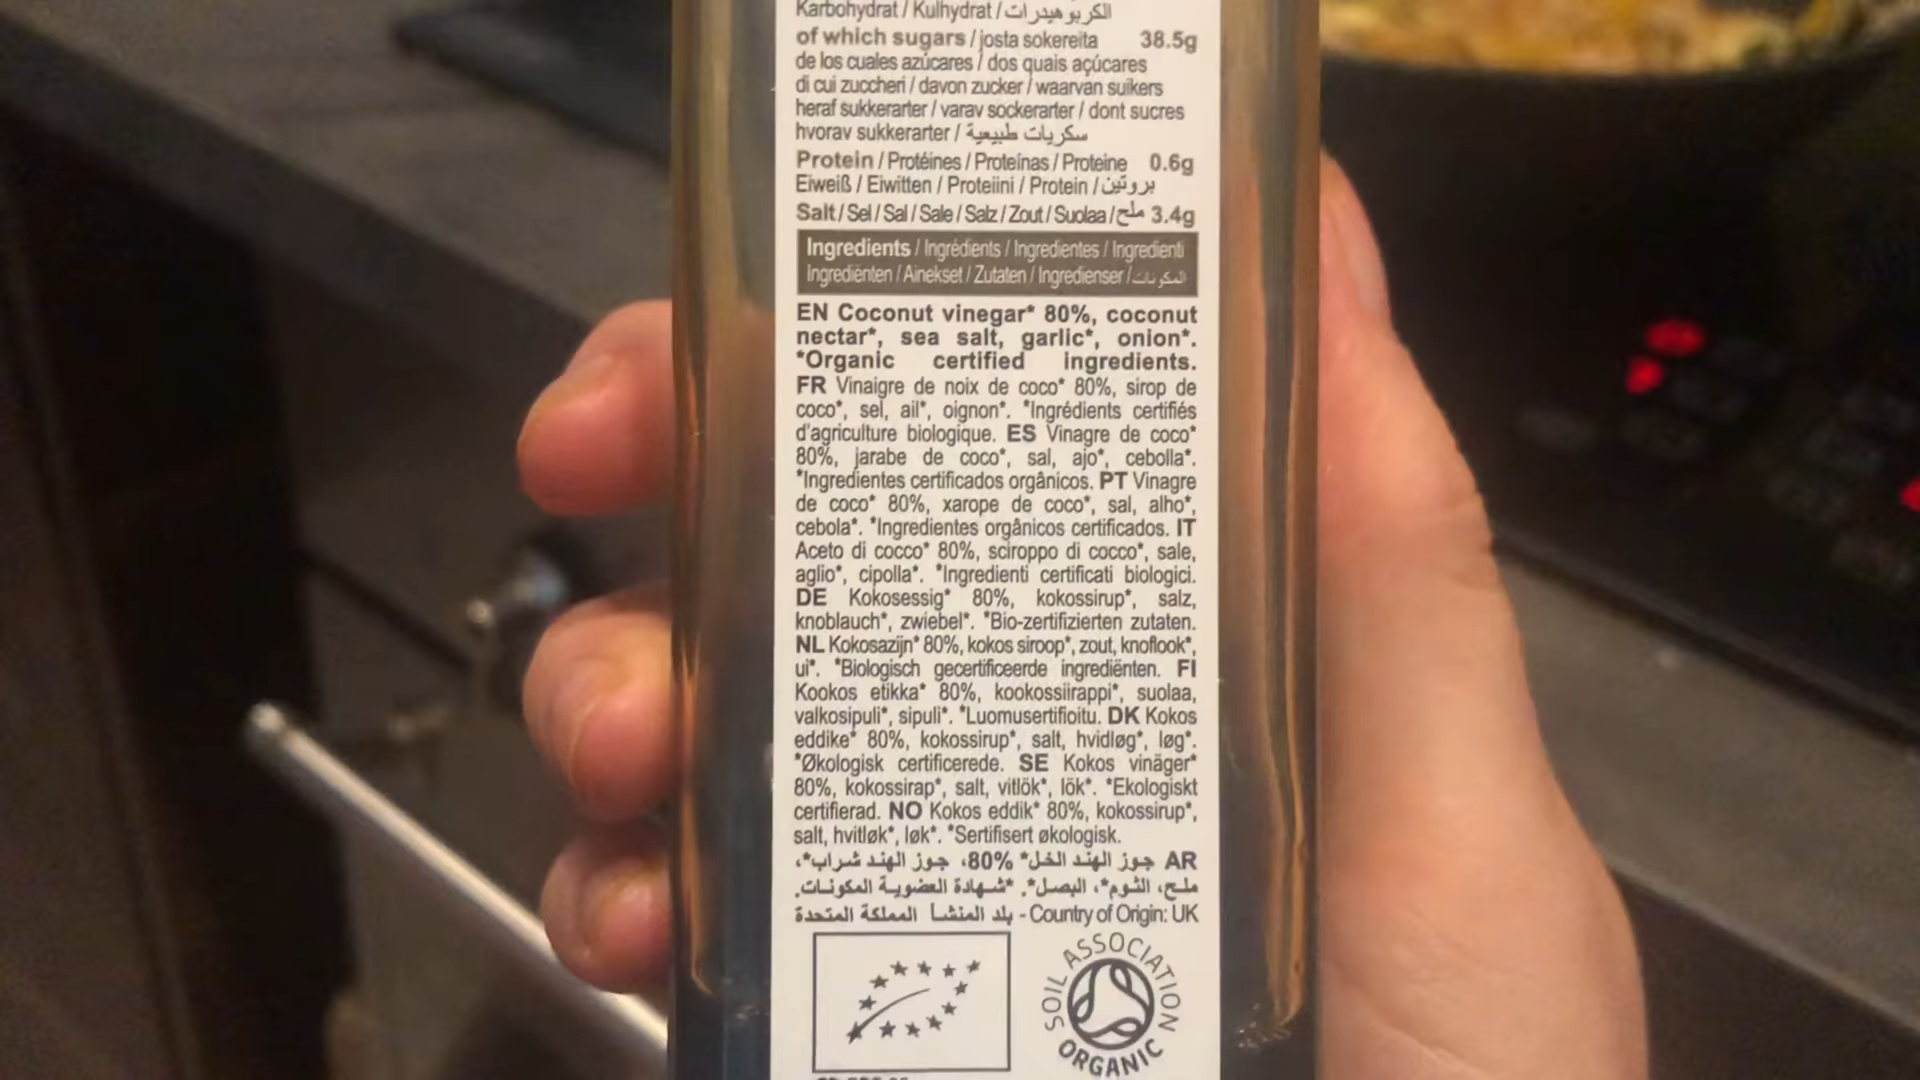 Karbohydrat / Kulhydrat / الكربوهيدرات
of which sugars / josta sokereita 38.5g
de los cuales azúcares / dos quais açúcares
di cui zuccheri / davon zucker / waarvan suikers
heraf sukkerarter / varav sockerarter / dont sucres
hvorav sukkerarter / سكريات طبيعية
Protein / Protéines / Proteínas / Proteine 0.6g
Eiweiß / Eiwitten / Proteiini / Protein / بروتين
Salt / Sel / Sal / Sale / Salz / Zout / Suolaa / ملح 3.4g
Ingredients / Ingrédients / Ingredientes / Ingredienti
Ingrediënten / Ainekset / Zutaten / Ingredienser / المكونات
EN Coconut vinegar* 80%, coconut
nectar*, sea salt, garlic*, onion*.
*Organic certified ingredients.
FR Vinaigre de noix de coco* 80%, sirop de
coco*, sel, ail*, oignon*. *Ingrédients certifiés
d'agriculture biologique. ES Vinagre de coco*
80%, jarabe de coco*, sal, ajo*, cebolla*.
*Ingredientes certificados orgânicos. PT Vinagre
de coco* 80%, xarope de coco*, sal, alho*,
cebola*. *Ingredientes orgânicos certificados. IT
Aceto di cocco* 80%, sciroppo di cocco*, sale,
aglio*, cipolla*. *Ingredienti certificati biologici.
DE Kokosessig* 80%, kokossirup*, salz,
knoblauch*, zwiebel*. *Bio-zertifizierten zutaten.
NL Kokosazijn* 80%, kokos siroop*, zout, knoflook*,
ui*. *Biologisch gecertificeerde ingrediënten. FI
Kookos etikka* 80%, kookossiirappi*, suolaa,
valkosipuli*, sipuli*. *Luomusertifioitu. DK Kokos
eddike* 80%, kokossirup*, salt, hvidløg*, løg*.
*Økologisk certificerede. SE Kokos vinäger*
80%, kokossirap*, salt, vitlök*, lök*. *Ekologiskt
certifierad. NO Kokos eddik* 80%, kokossirup*,
salt, hvitløk*, løk*. *Sertifisert økologisk.
AR جوز الهند الخل* 80%، جوز الهند شراب*،
ملح، الثوم*، البصل*. *شهادة العضوية المكونات.
بلد المنشأ المملكة المتحدة - Country of Origin: UK
SOIL ASSOCIATION
ORGANIC